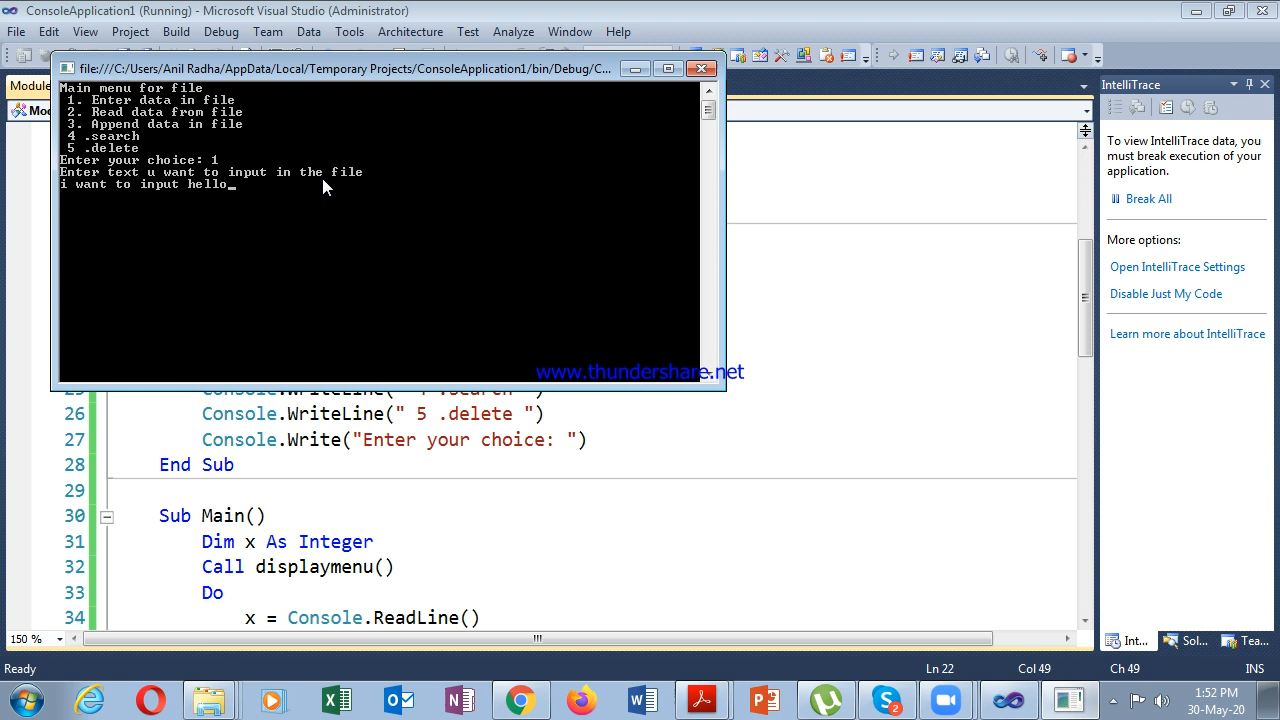 ConsoleApplication1 (Running) - Microsoft Visual Studio (Administrator)
File Edit View Project Build Debug Team Data Tools Architecture Test Analyze Window Help
file:///C:/Users/Anil Radha/AppData/Local/Temporary Projects/ConsoleApplication1/bin/Debug/C...
Main menu for file
1. Enter data in file
2. Read data from file
3. Append data in file
4 .search
5 .delete
Enter your choice: 1
Enter text u want to input in the file
i want to input hello_
www.thundershare.net
26 Console.WriteLine(" 5 .delete ")
27 Console.Write("Enter your choice: ")
28 End Sub
29
30 Sub Main()
31 Dim x As Integer
32 Call displaymenu()
33 Do
34 x = Console.ReadLine()
150 %
IntelliTrace
To view IntelliTrace data, you
must break execution of your
application.
Break All
More options:
Open IntelliTrace Settings
Disable Just My Code
Learn more about IntelliTrace
Int... Sol... Tea...
Ready Ln 22 Col 49 Ch 49 INS
1:52 PM
30-May-20